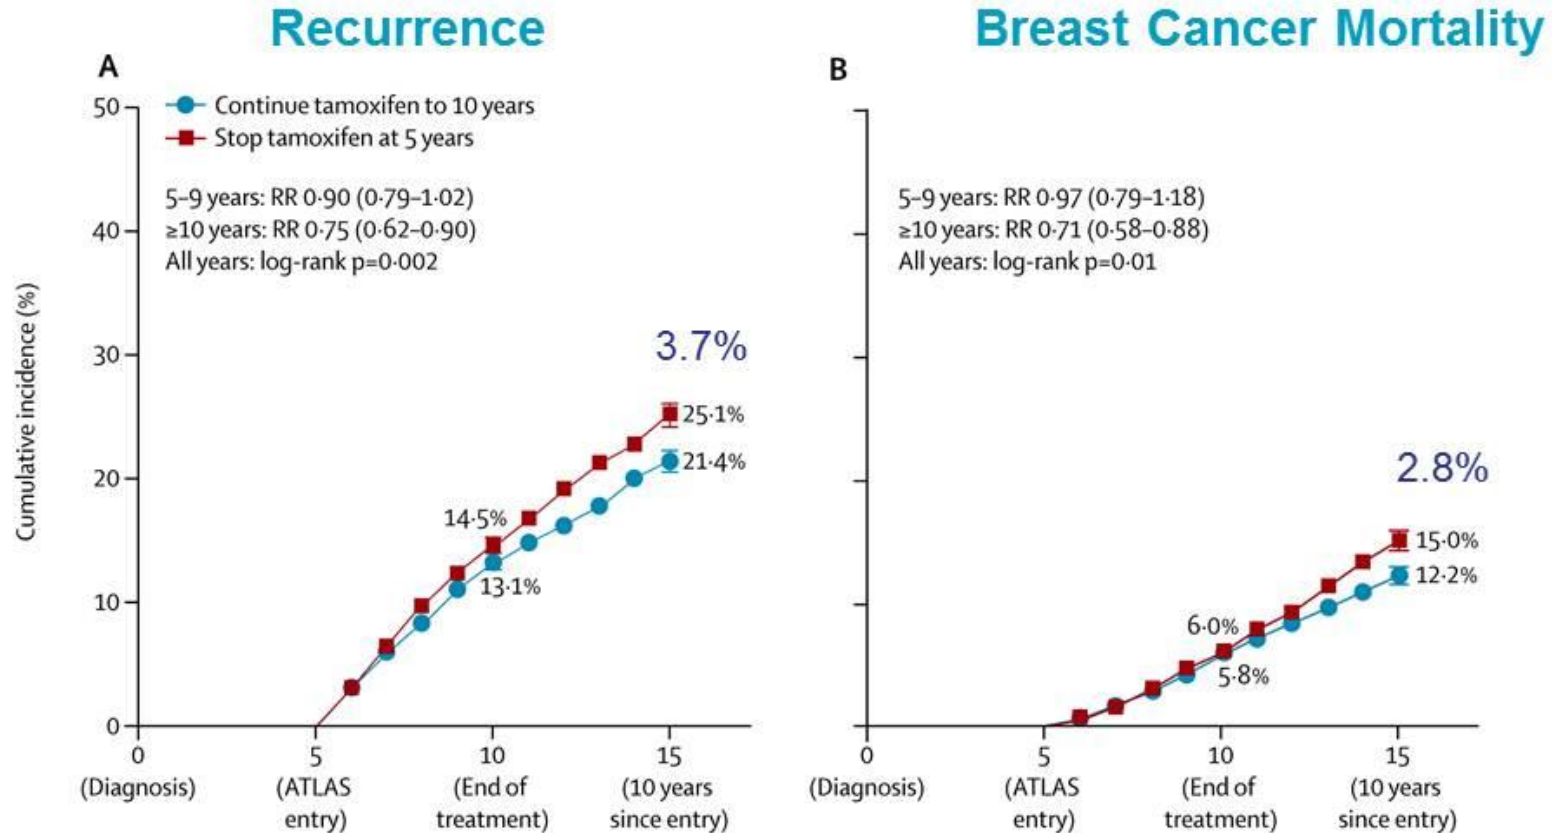 Recurrence
Breast Cancer Mortality
A
50
Continue tamoxifen to 10 years
Stop tamoxifen at 5 years
5–9 years: RR 0·90 (0·79–1·02)
≥10 years: RR 0·75 (0·62–0·90)
All years: log-rank p=0·002
40
30
20
10
0
Cumulative incidence (%)
3.7%
25·1%
21·4%
14·5%
13·1%
0
5
10
15
(Diagnosis)
(ATLAS
entry)
(End of
treatment)
(10 years
since entry)
B
5–9 years: RR 0·97 (0·79–1·18)
≥10 years: RR 0·71 (0·58–0·88)
All years: log-rank p=0·01
2.8%
15·0%
12·2%
6·0%
5·8%
0
5
10
15
(Diagnosis)
(ATLAS
entry)
(End of
treatment)
(10 years
since entry)